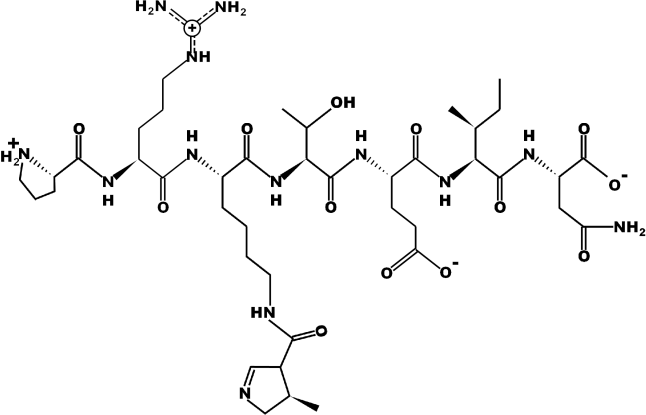 H₂N NH₂
+
NH
O H N O OH H N O H N O
+
H₂N
N H O N H O N H O O⁻
NH₂
O O⁻ O
HN
O
N